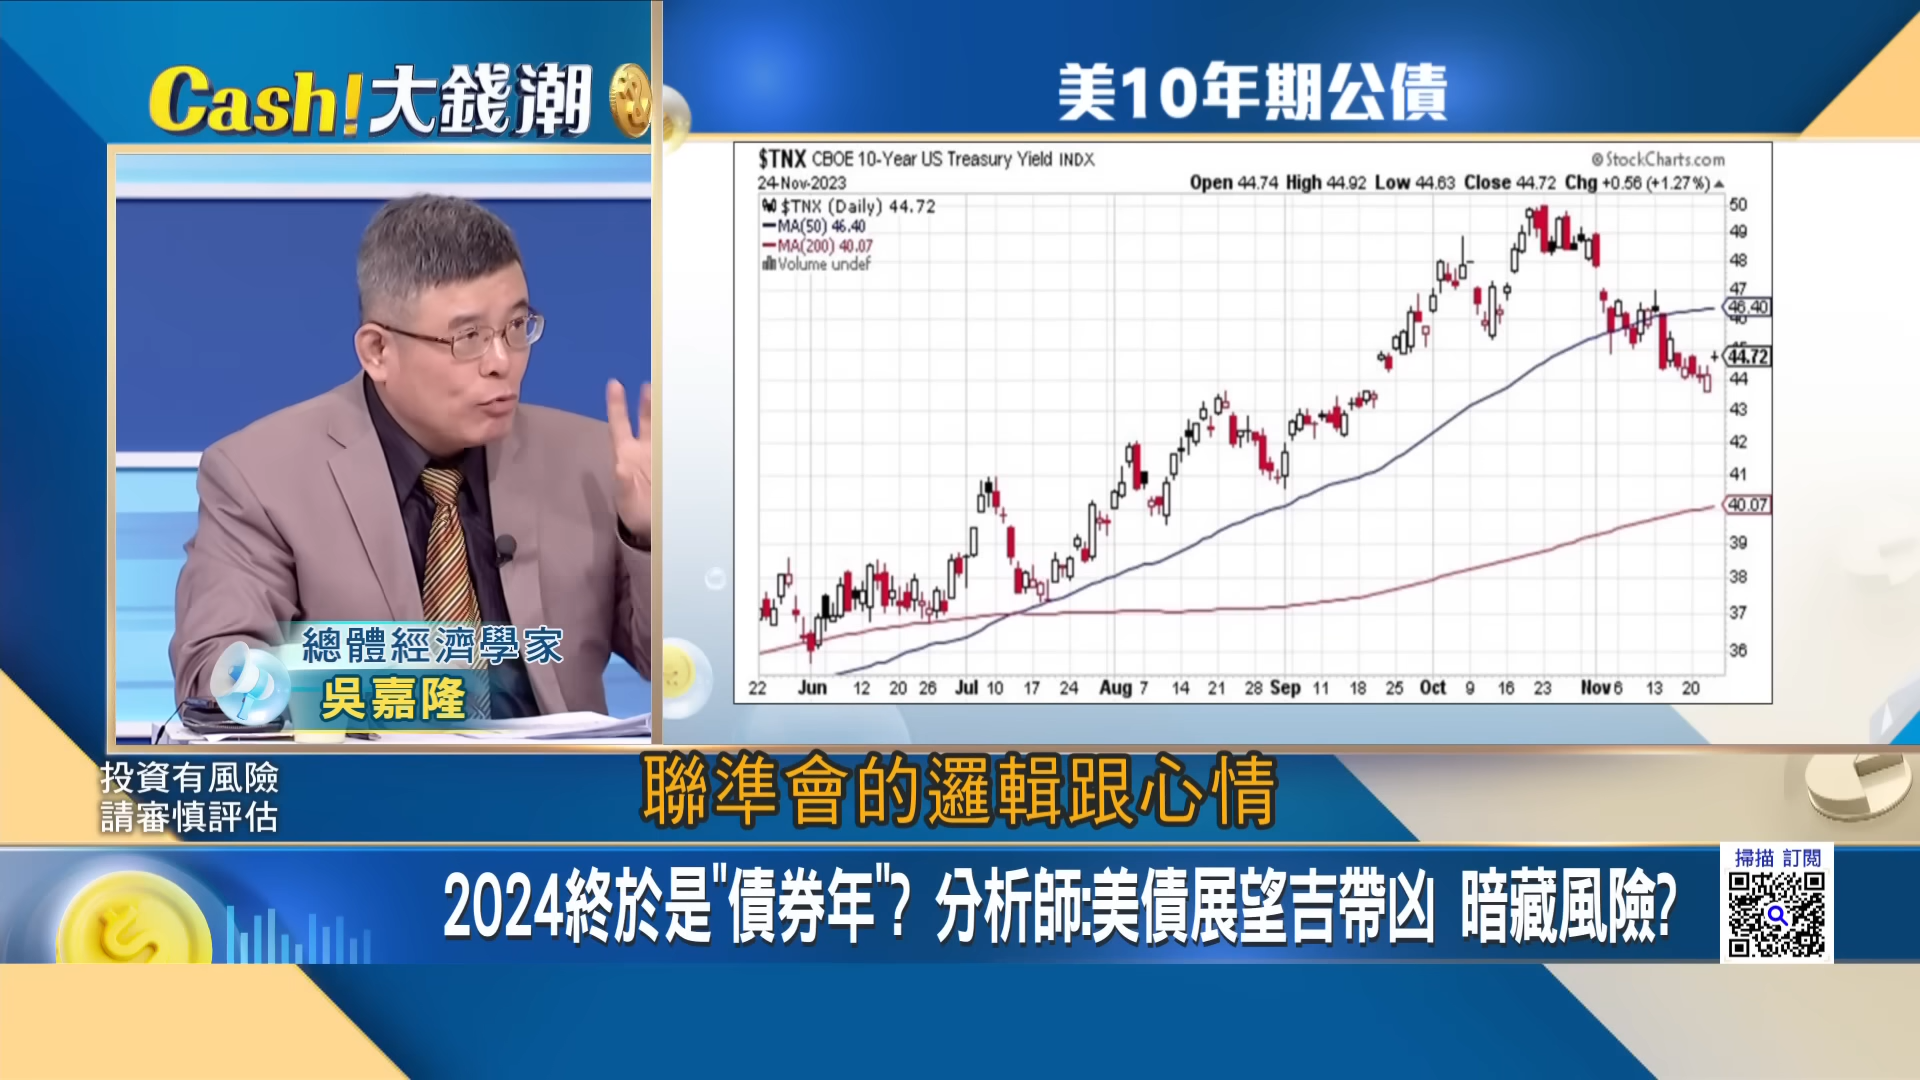 Cash!大錢潮
美10年期公債
$TNX CBOE 10-Year US Treasury Yield INDX
©StockCharts.com
24-Nov-2023
Open 44.74 High 44.92 Low 44.63 Close 44.72 Chg +0.56 (+1.27%)
$TNX (Daily) 44.72
MA(50) 46.40
MA(200) 40.07
Volume undef
50
49
48
47
46.40
46
45
44.72
44
43
42
41
40.07
39
38
37
36
22 Jun 12 20 26 Jul 10 17 24 Aug 7 14 21 28 Sep 11 18 25 Oct 9 16 23 Nov 6 13 20
總體經濟學家
吳嘉隆
投資有風險
請審慎評估
聯準會的邏輯跟心情
2024終於是"債券年"? 分析師:美債展望吉帶凶 暗藏風險?
掃描 訂閱